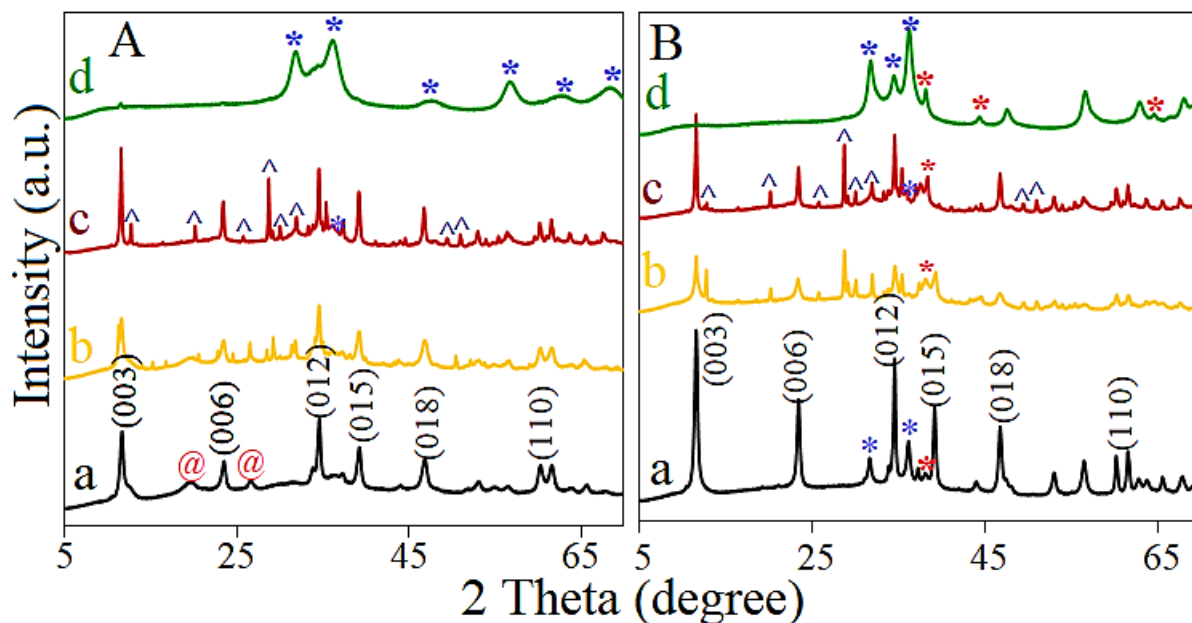 Intensity (a.u.)
A
d
* * * * * *
c
^ ^ ^ ^ ^ ^ * ^ ^
b
a
(003) (006) (012) (015) (018) (110)
@ @
5 25 45 65
B
d
* * * * * *
c
^ ^ ^ ^ ^ ^ * * ^ ^
b
*
a
(003) (006) (012) (015) (018) (110)
* * *
5 25 45 65
2 Theta (degree)